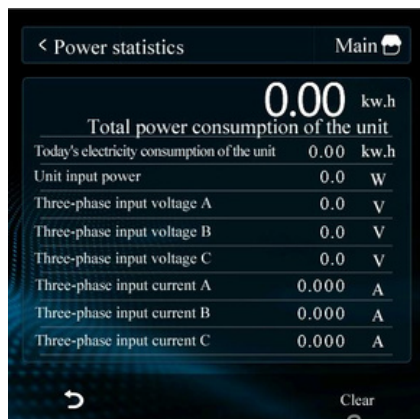 < Power statistics Main
0.00 kw.h
Total power consumption of the unit
Today's electricity consumption of the unit 0.00 kw.h
Unit input power 0.0 W
Three-phase input voltage A 0.0 V
Three-phase input voltage B 0.0 V
Three-phase input voltage C 0.0 V
Three-phase input current A 0.000 A
Three-phase input current B 0.000 A
Three-phase input current C 0.000 A
Clear